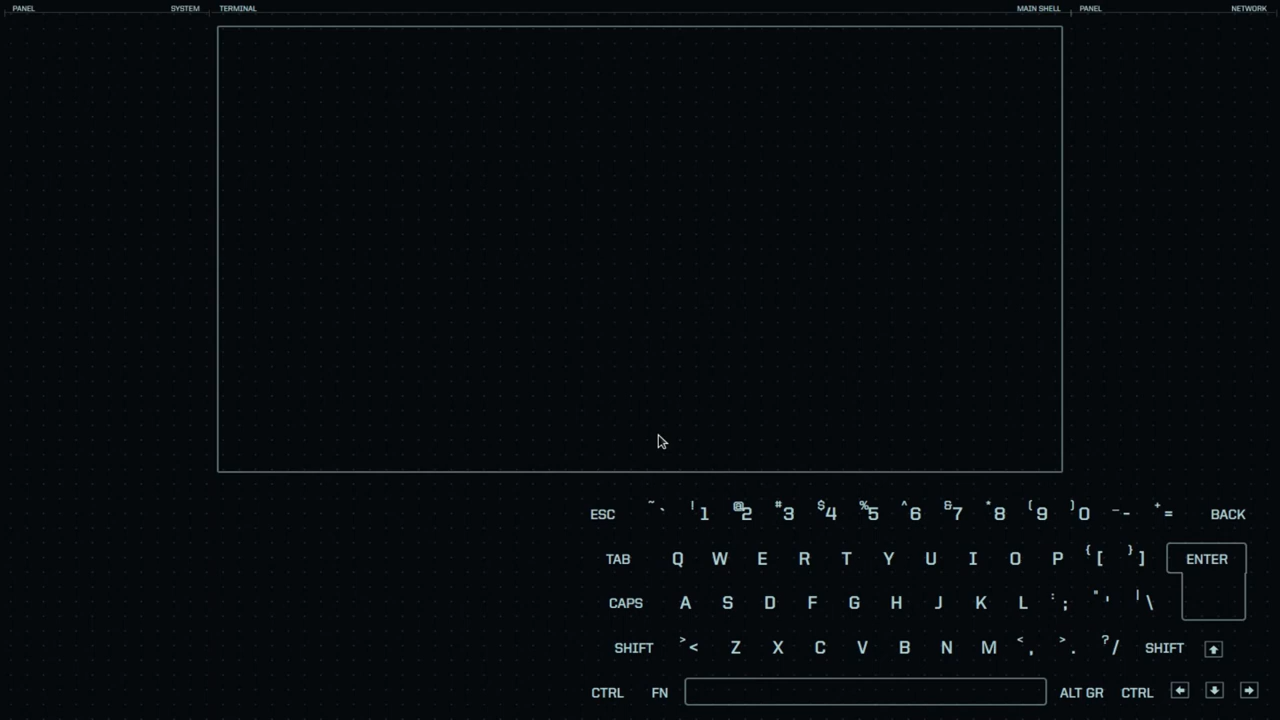 PANEL SYSTEM TERMINAL MAIN SHELL PANEL NETWORK
ESC ~ ` ! 1 @ 2 # 3 $ 4 % 5 ^ 6 & 7 * 8 ( 9 ) 0 _ - + = BACK
TAB Q W E R T Y U I O P { [ } ] ENTER
CAPS A S D F G H J K L : ; " ' | \
SHIFT > < Z X C V B N M < , > . ? / SHIFT ↑
CTRL FN ALT GR CTRL ← ↓ →